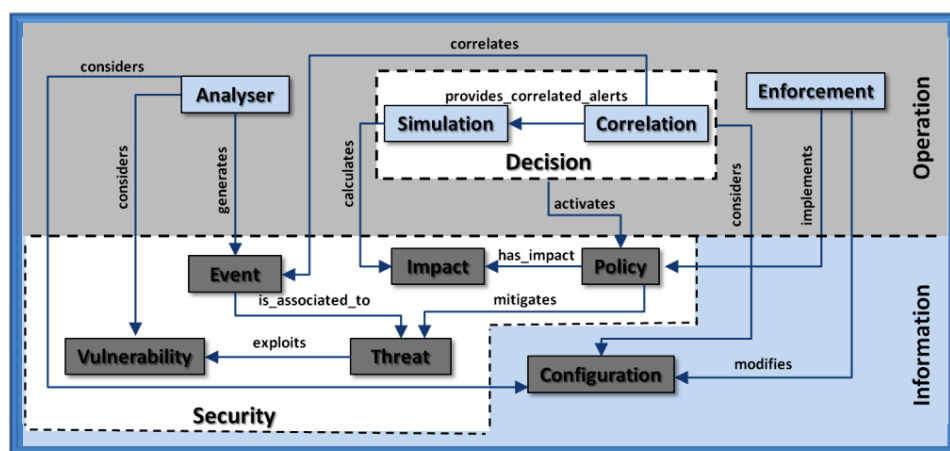 correlates
considers
Analyser
Enforcement
provides_correlated_alerts
Simulation
Correlation
Decision
Operation
considers
generates
calculates
activates
considers
implements
Event
Impact
has_impact
Policy
is_associated_to
mitigates
Vulnerability
exploits
Threat
Configuration
modifies
Security
Information